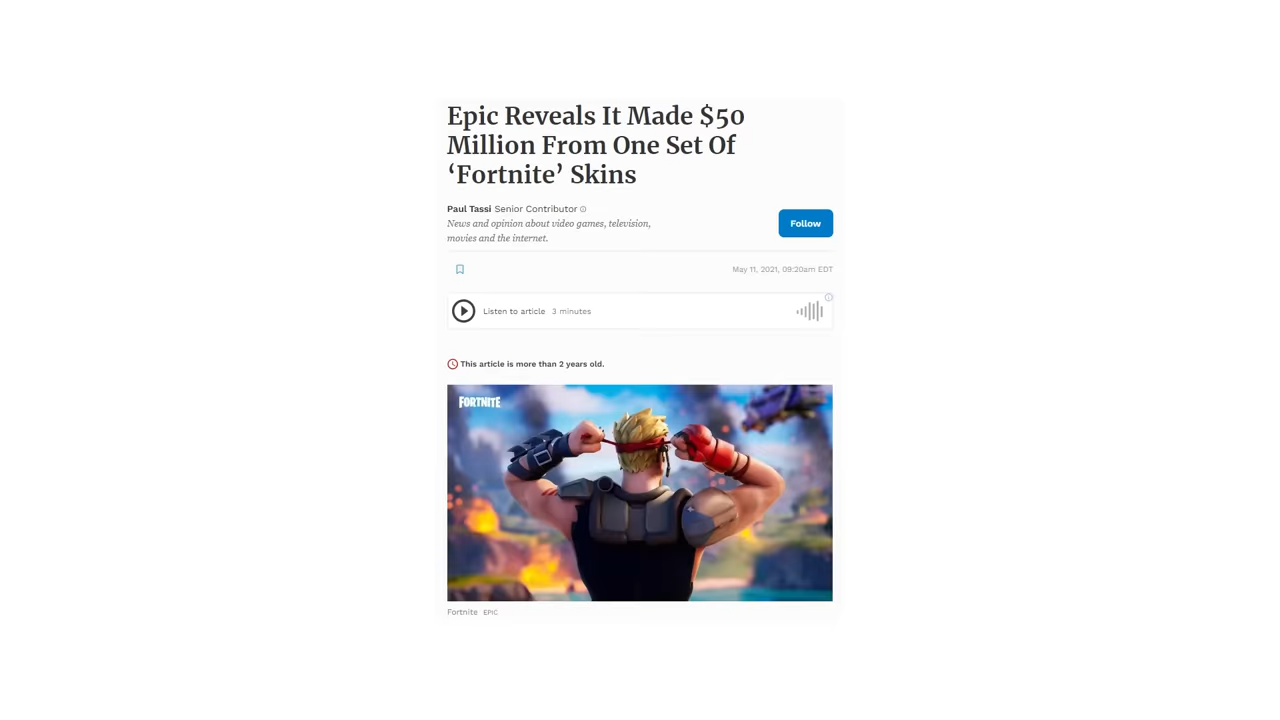 Epic Reveals It Made $50
Million From One Set Of
‘Fortnite’ Skins
Paul Tassi Senior Contributor
News and opinion about video games, television,
movies and the internet.
Follow
May 11, 2021, 09:20am EDT
Listen to article 3 minutes
This article is more than 2 years old.
FORTNITE
Fortnite EPIC